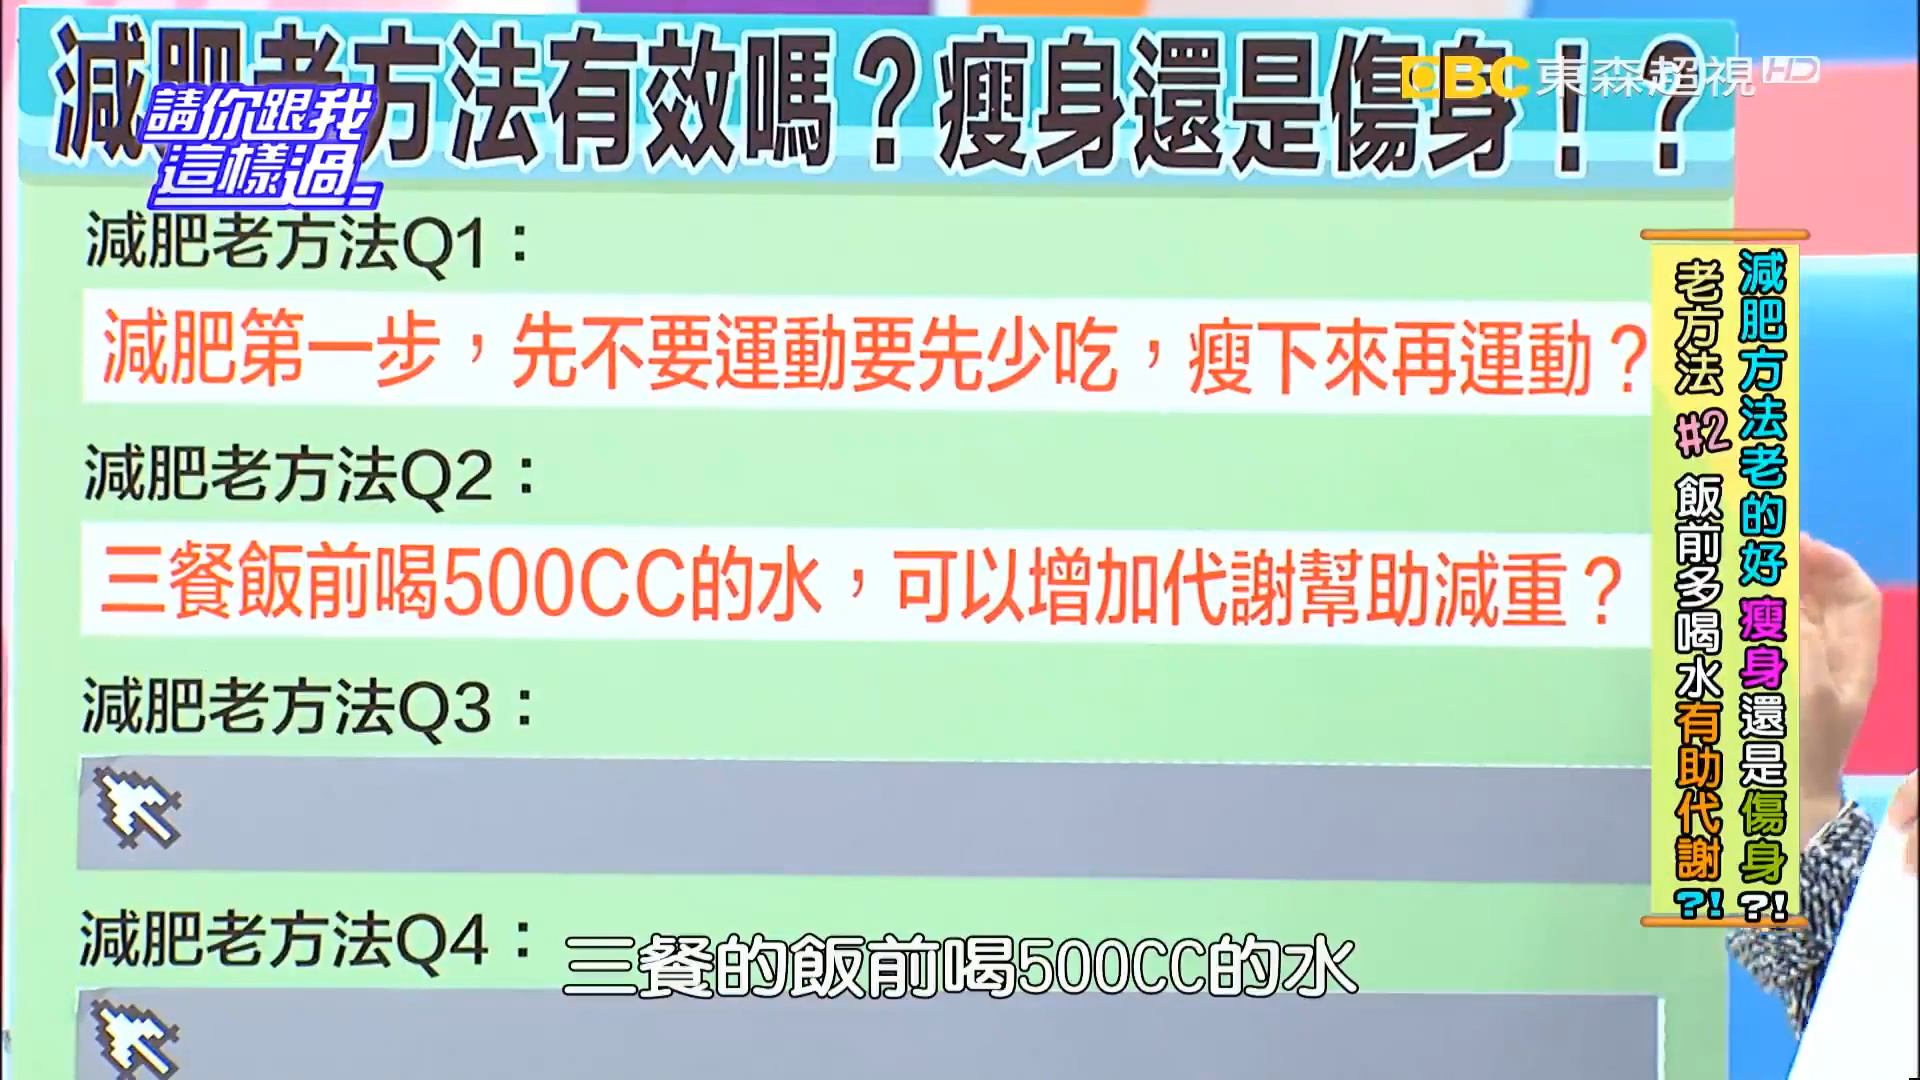 減肥老方法有效嗎？瘦身還是傷身！？
EBC東森超視HD
請你跟我
這樣過
減肥老方法Q1：
減肥第一步，先不要運動要先少吃，瘦下來再運動？
減肥老方法Q2：
三餐飯前喝500CC的水，可以增加代謝幫助減重？
減肥老方法Q3：
減肥老方法Q4：
減肥方法老的好 瘦身還是傷身?!
老方法 #2 飯前多喝水有助代謝?!
三餐的飯前喝500CC的水